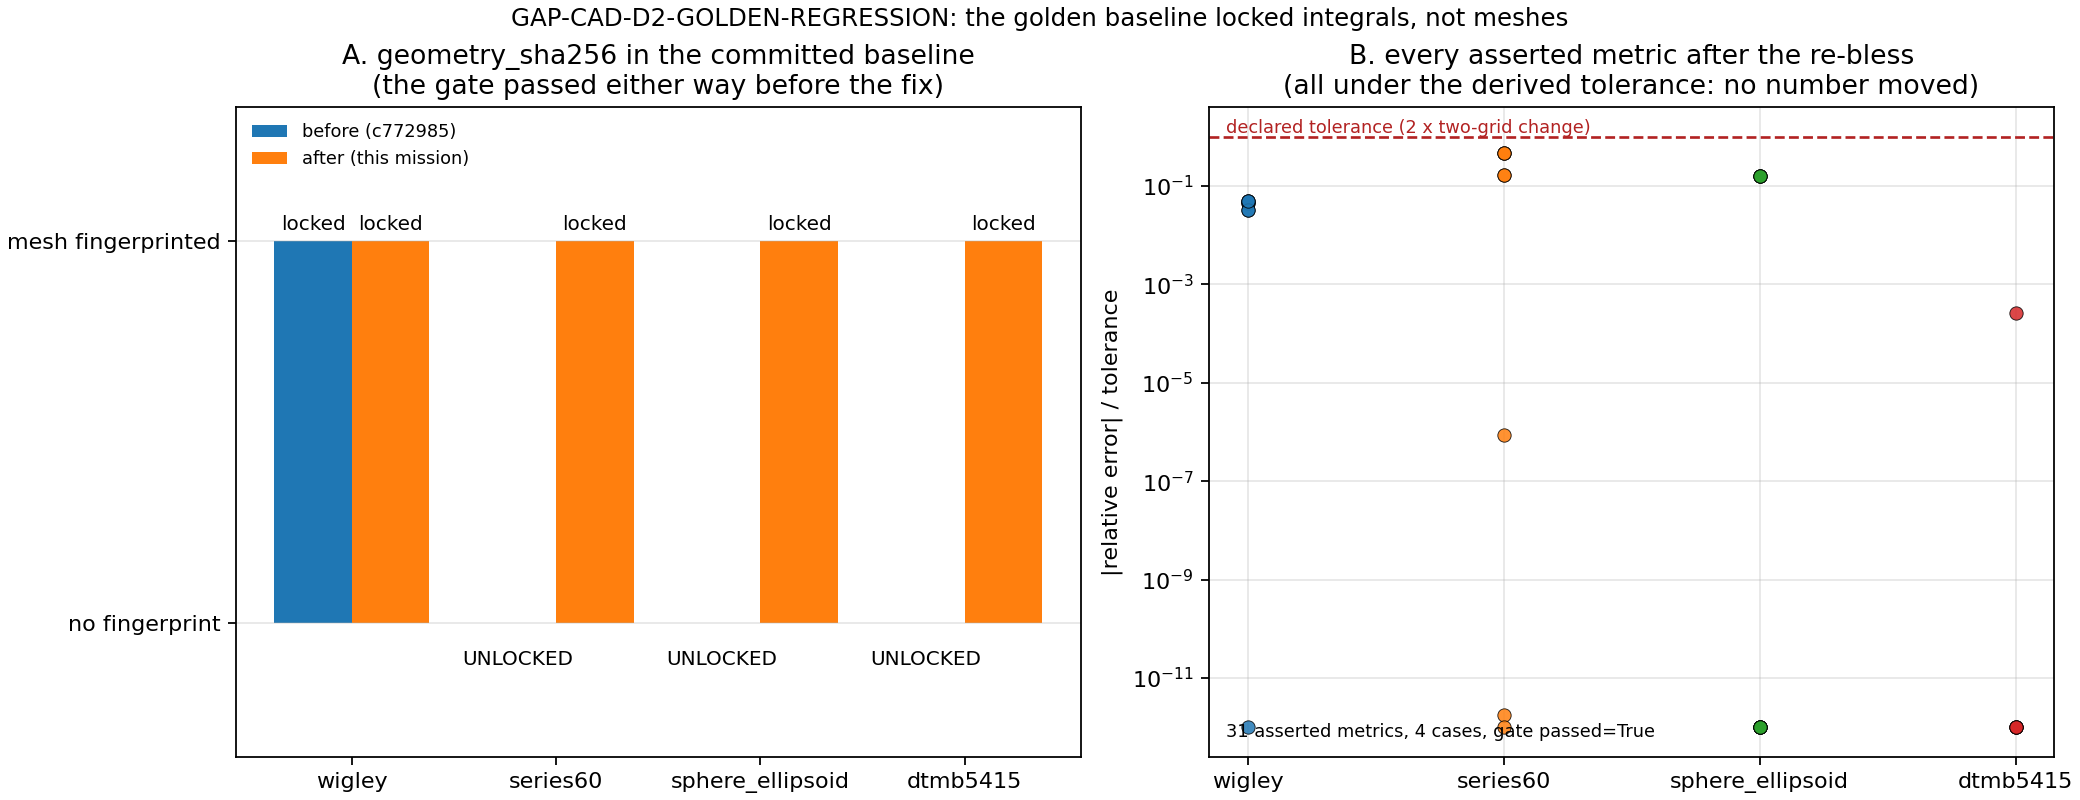 GAP-CAD-D2-GOLDEN-REGRESSION: the golden baseline locked integrals, not meshes
A. geometry_sha256 in the committed baseline
(the gate passed either way before the fix)
before (c772985)
after (this mission)
mesh fingerprinted
no fingerprint
locked
locked
locked
locked
locked
UNLOCKED
UNLOCKED
UNLOCKED
wigley
series60
sphere_ellipsoid
dtmb5415
B. every asserted metric after the re-bless
(all under the derived tolerance: no number moved)
declared tolerance (2 x two-grid change)
|relative error| / tolerance
10⁻¹
10⁻³
10⁻⁵
10⁻⁷
10⁻⁹
10⁻¹¹
31 asserted metrics, 4 cases, gate passed=True
wigley
series60
sphere_ellipsoid
dtmb5415